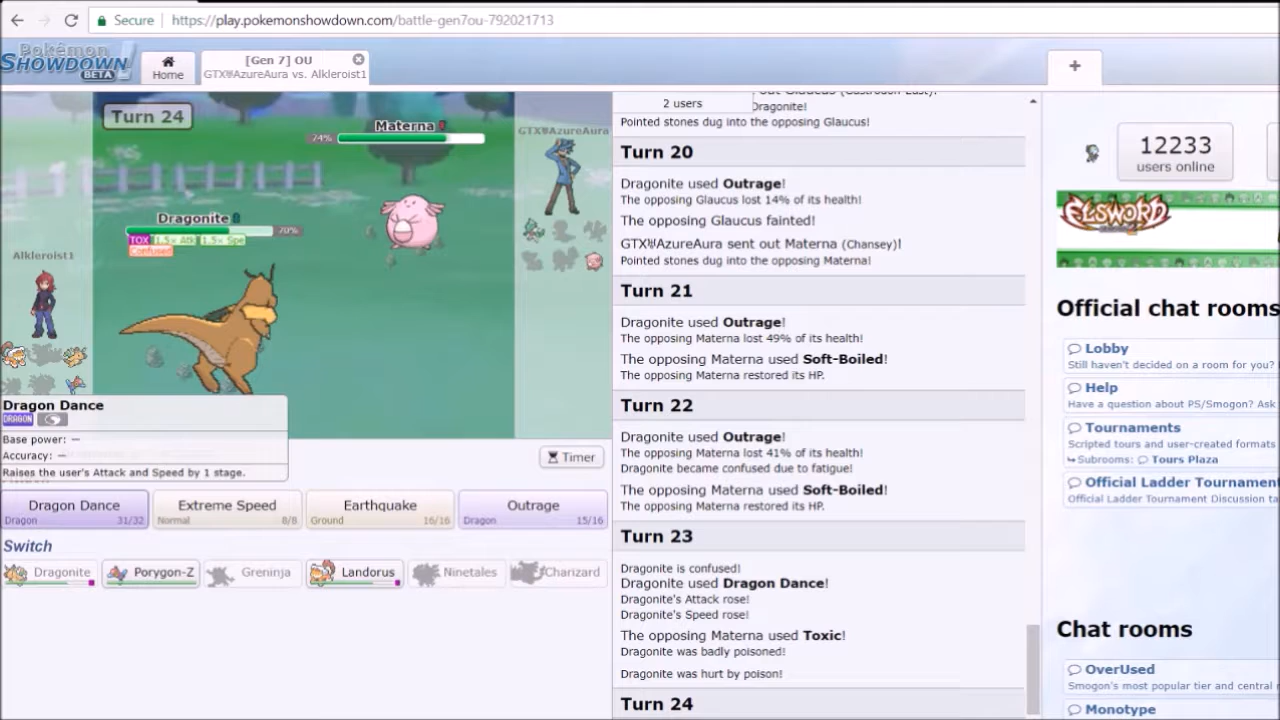 Secure
https://play.pokemonshowdown.com/battle-gen7ou-792021713
Pokémon
SHOWDOWN
BETA
Home
[Gen 7] OU
GTX୰AzureAura vs. Alkleroist1
+
Turn 24
Materna
74%
Dragonite
70%
TOX 1.5× Atk 1.5× Spe
Confused
Alkleroist1
GTX୰AzureAura
Dragon Dance
DRAGON
Base power: —
Accuracy: —
Raises the user's Attack and Speed by 1 stage.
Timer
Dragon Dance
Dragon 31/32
Extreme Speed
Normal 8/8
Earthquake
Ground 16/16
Outrage
Dragon 15/16
Switch
Dragonite
Porygon-Z
Greninja
Landorus
Ninetales
Charizard
2 users
Dragonite!
Pointed stones dug into the opposing Glaucus!
Turn 20
Dragonite used Outrage!
The opposing Glaucus lost 14% of its health!
The opposing Glaucus fainted!
GTX୰AzureAura sent out Materna (Chansey)!
Pointed stones dug into the opposing Materna!
Turn 21
Dragonite used Outrage!
The opposing Materna lost 49% of its health!
The opposing Materna used Soft-Boiled!
The opposing Materna restored its HP.
Turn 22
Dragonite used Outrage!
The opposing Materna lost 41% of its health!
Dragonite became confused due to fatigue!
The opposing Materna used Soft-Boiled!
The opposing Materna restored its HP.
Turn 23
Dragonite is confused!
Dragonite used Dragon Dance!
Dragonite's Attack rose!
Dragonite's Speed rose!
The opposing Materna used Toxic!
Dragonite was badly poisoned!
Dragonite was hurt by poison!
Turn 24
12233
users online
ELSWORD
Official chat rooms
Lobby
Still haven't decided on a room for you?
Help
Have a question about PS/Smogon? Ask
Tournaments
Scripted tours and user-created formats
Subrooms: Tours Plaza
Official Ladder Tournament
Official Ladder Tournament Discussion
Chat rooms
OverUsed
Smogon's most popular tier and central
Monotype